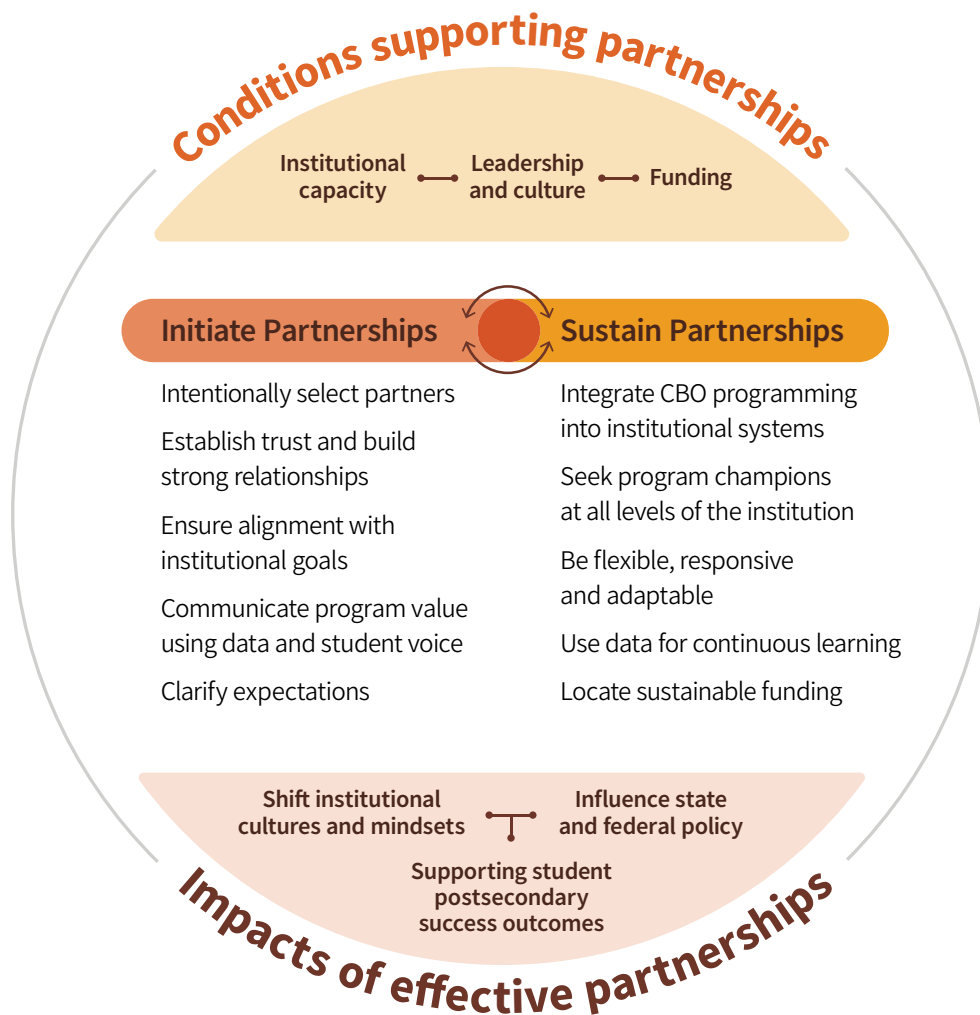 Conditions supporting partnerships
Institutional
capacity
Leadership
and culture
Funding
Initiate Partnerships
Intentionally select partners
Establish trust and build
strong relationships
Ensure alignment with
institutional goals
Communicate program value
using data and student voice
Clarify expectations
Sustain Partnerships
Integrate CBO programming
into institutional systems
Seek program champions
at all levels of the institution
Be flexible, responsive
and adaptable
Use data for continuous learning
Locate sustainable funding
Shift institutional
cultures and mindsets
Influence state
and federal policy
Supporting student
postsecondary
success outcomes
Impacts of effective partnerships